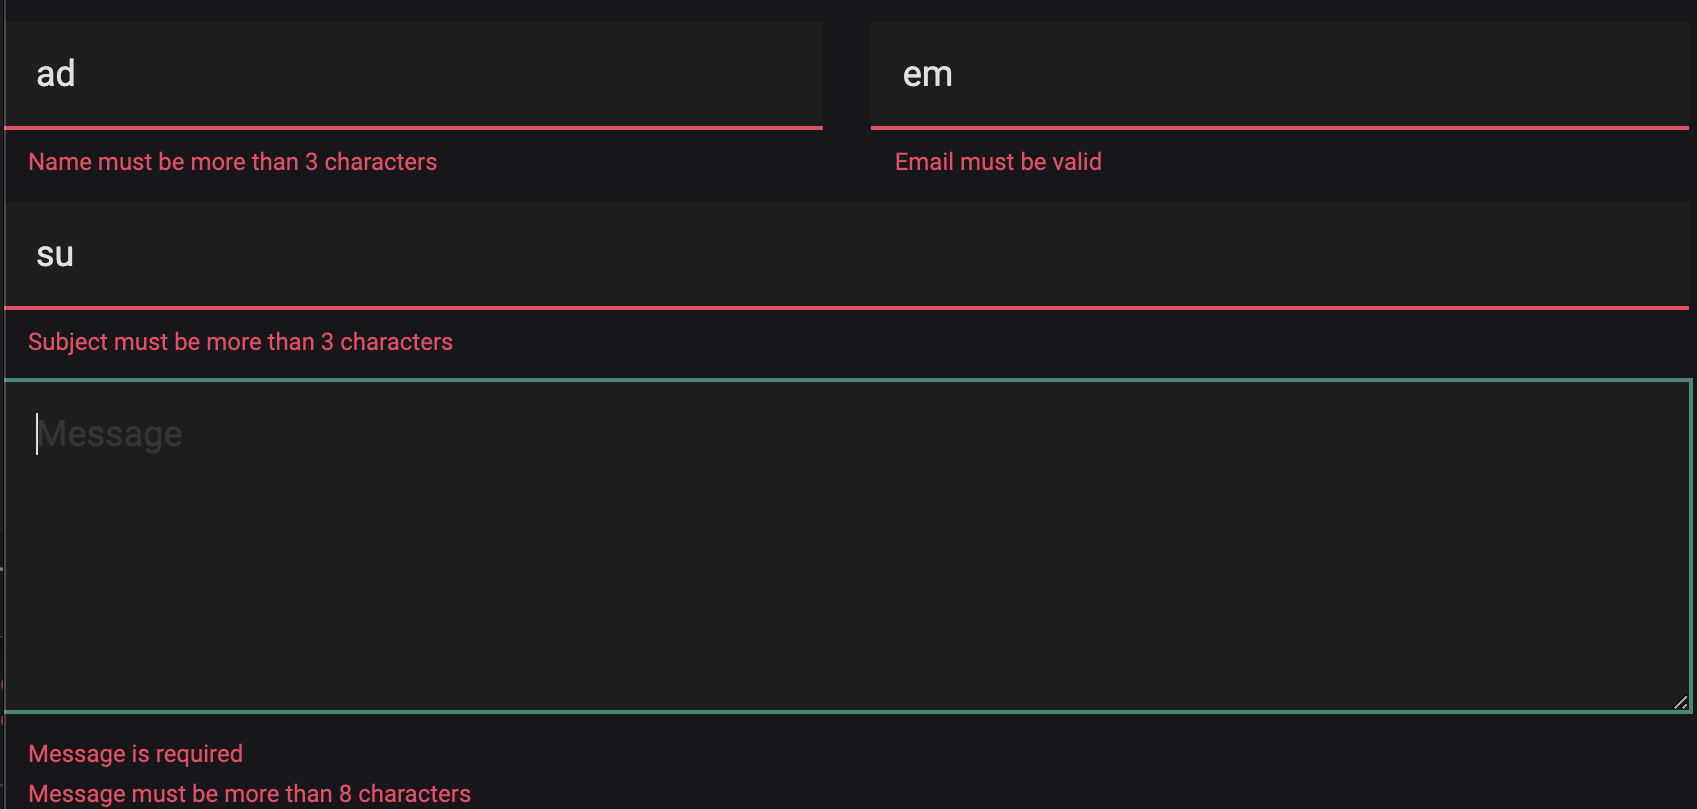 ad
em
Name must be more than 3 characters
Email must be valid
su
Subject must be more than 3 characters
Message
Message is required
Message must be more than 8 characters